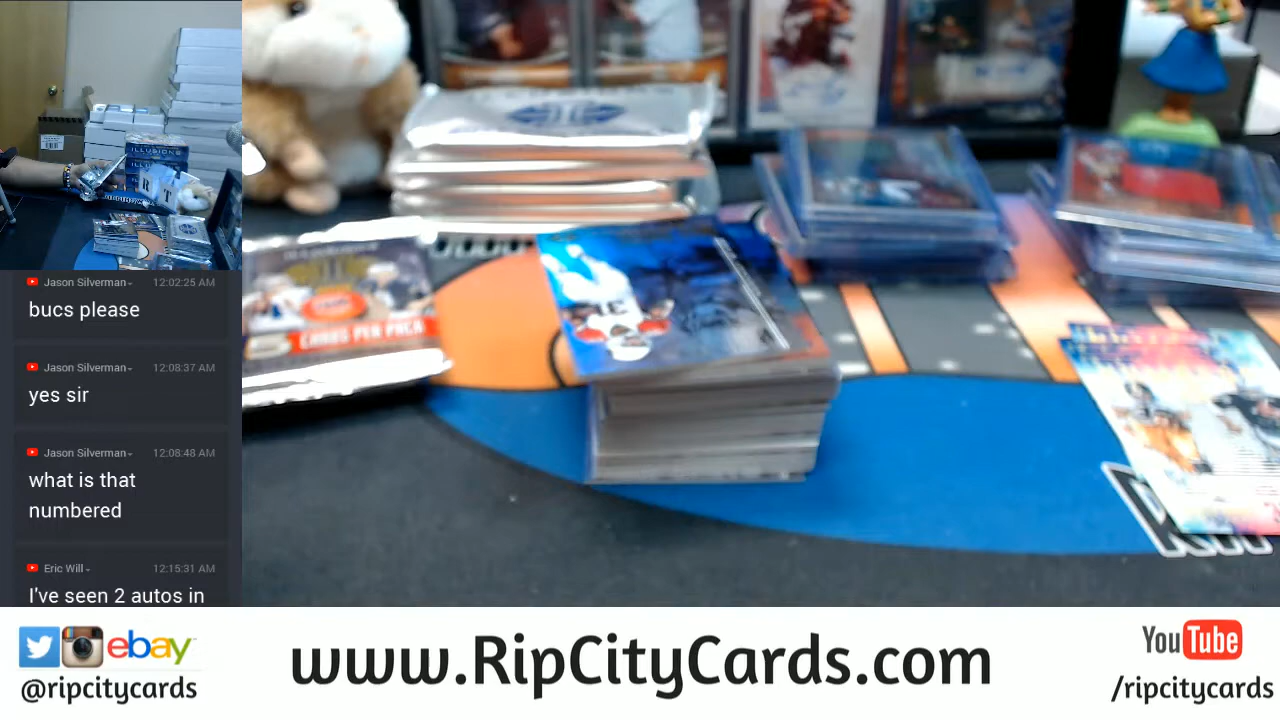 ILLUSIONS
Jason Silverman
12:02:25 AM
bucs please
Jason Silverman
12:08:37 AM
yes sir
Jason Silverman
12:08:48 AM
what is that
numbered
Eric Will
12:15:31 AM
I've seen 2 autos in
5 CARDS PER PACK
ebay
@ripcitycards
www.RipCityCards.com
YouTube
/ripcitycards